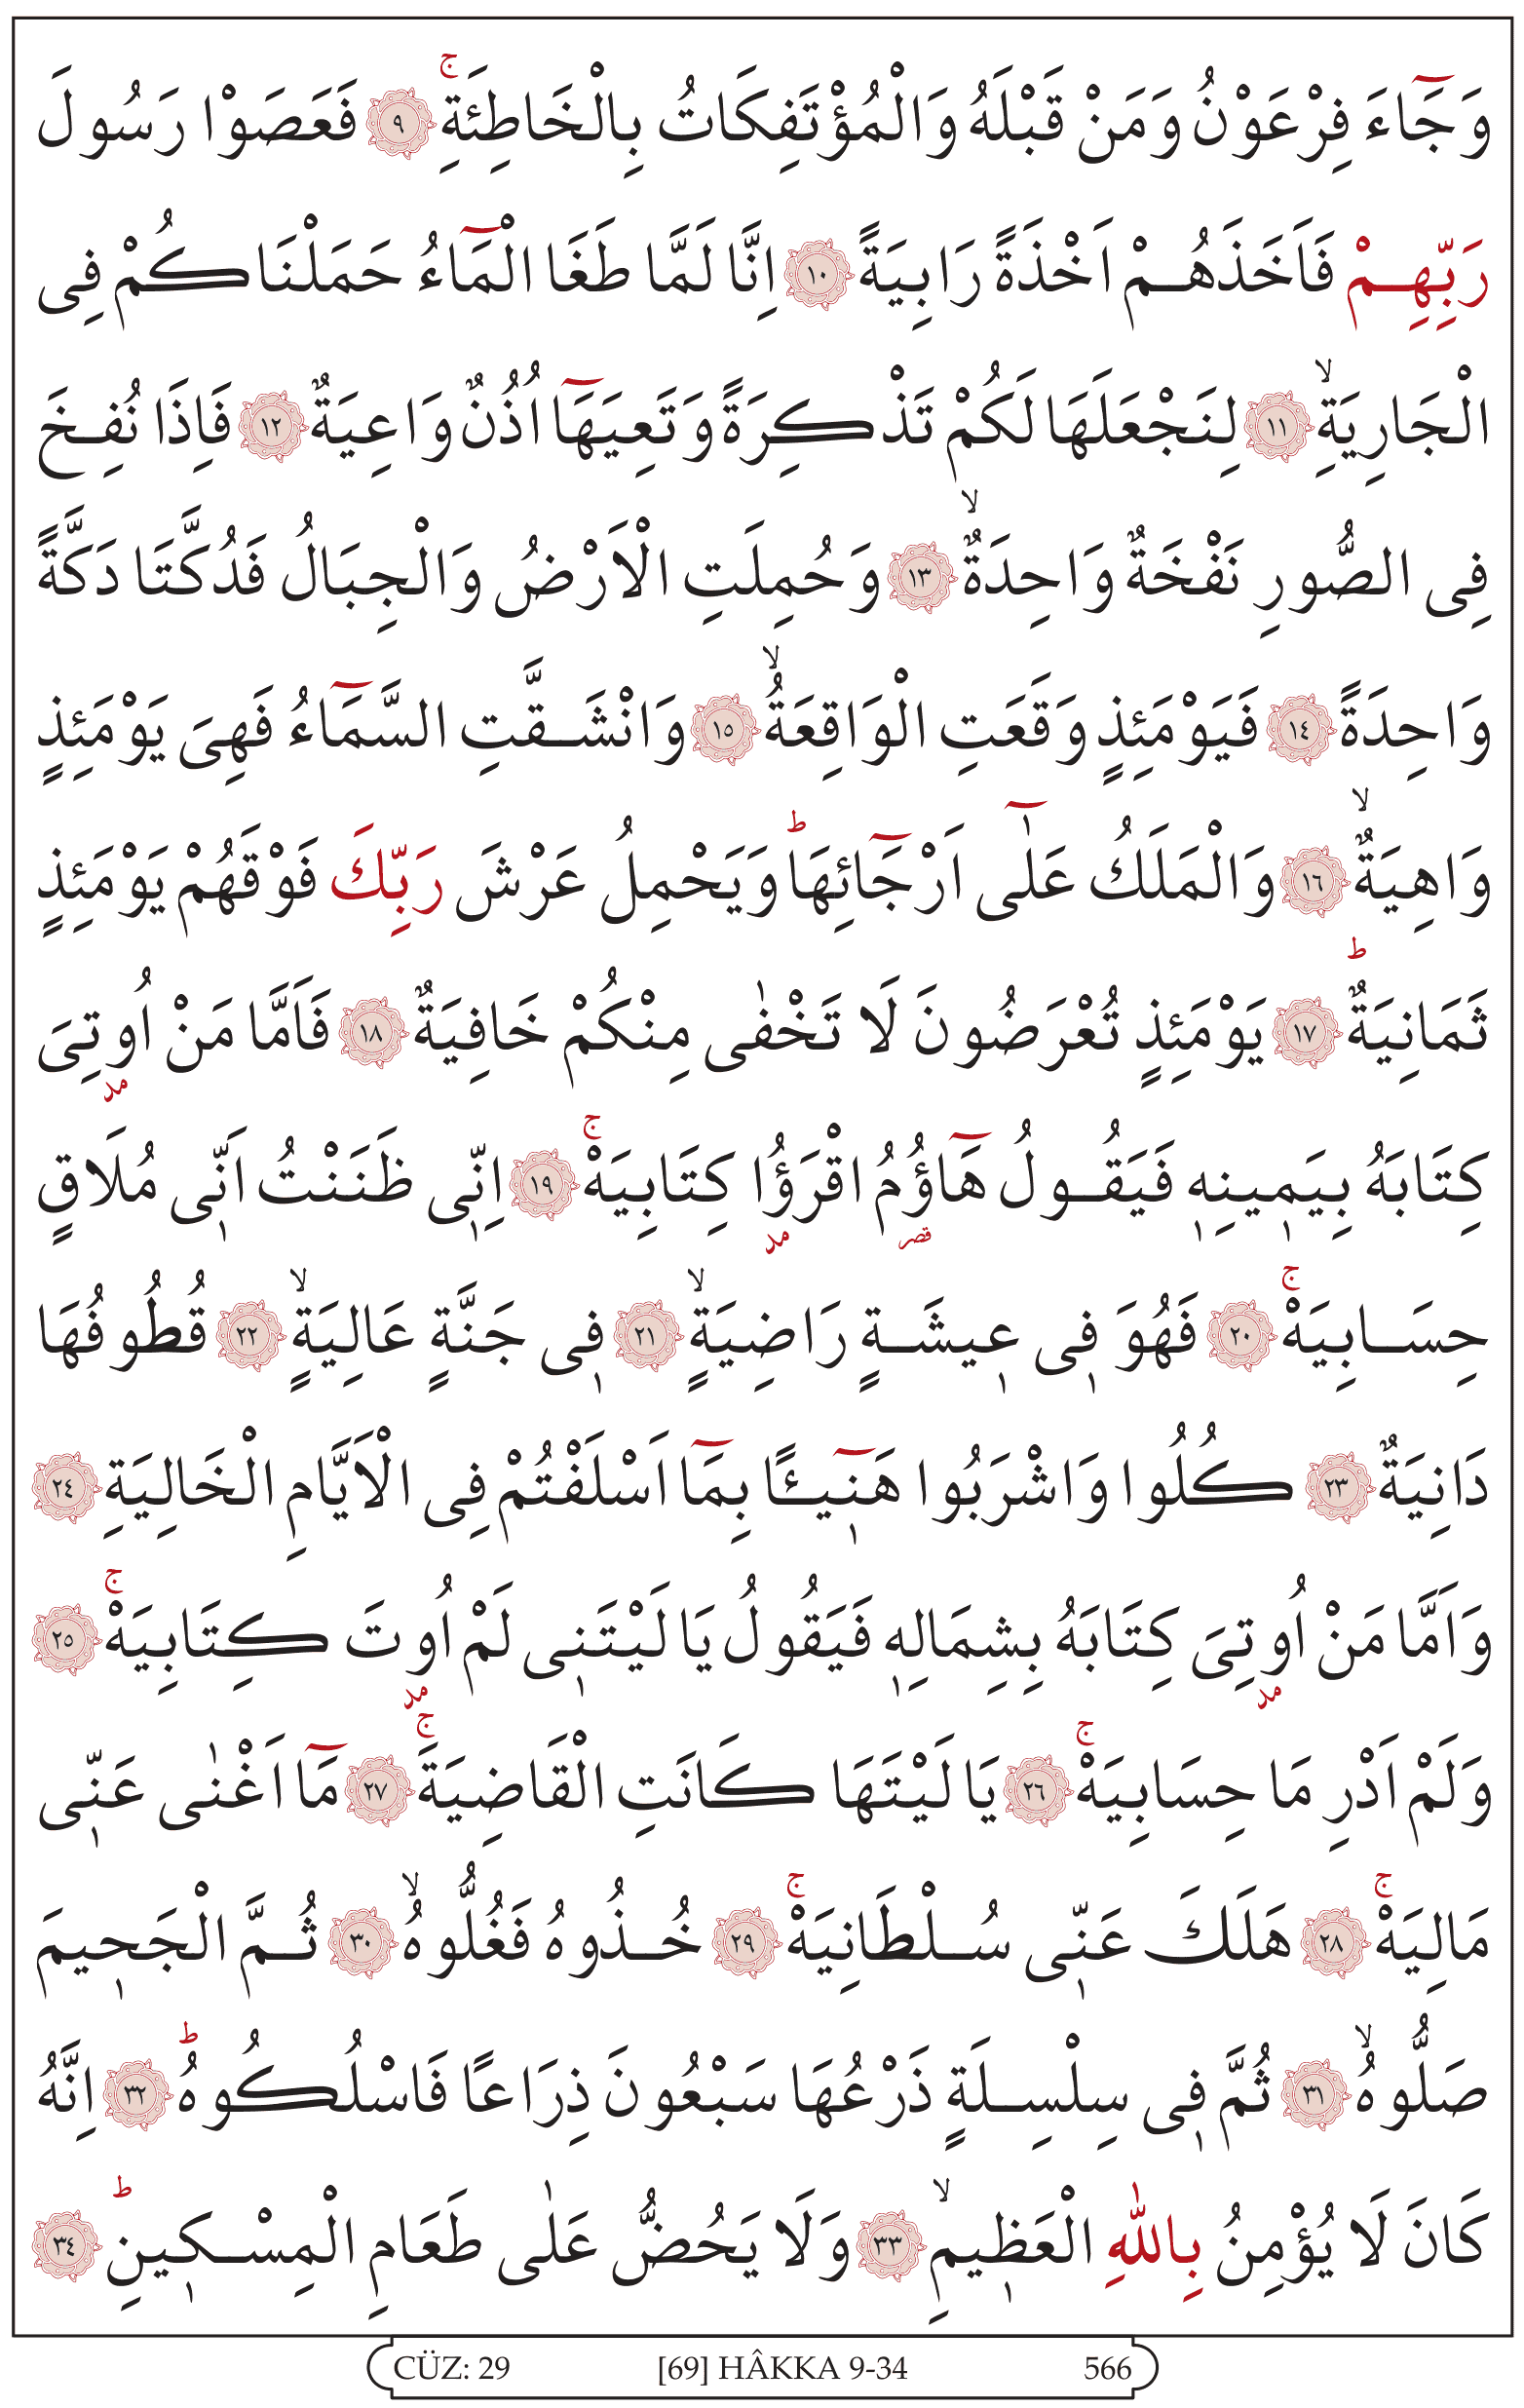 وَجَٓاءَ فِرْعَوْنُ وَمَنْ قَبْلَهُ وَالْمُؤْتَفِكَاتُ بِالْخَاطِئَةِۚ ﴿٩﴾ فَعَصَوْا رَسُولَ
رَبِّهِمْ فَاَخَذَهُمْ اَخْذَةً رَابِيَةً ﴿١٠﴾ اِنَّا لَمَّا طَغَا الْمَٓاءُ حَمَلْنَاكُمْ فِى
الْجَارِيَةِۙ ﴿١١﴾ لِنَجْعَلَهَا لَكُمْ تَذْكِرَةً وَتَعِيَهَٓا اُذُنٌ وَاعِيَةٌ ﴿١٢﴾ فَاِذَا نُفِخَ
فِى الصُّورِ نَفْخَةٌ وَاحِدَةٌۙ ﴿١٣﴾ وَحُمِلَتِ الْاَرْضُ وَالْجِبَالُ فَدُكَّتَا دَكَّةً
وَاحِدَةً ﴿١٤﴾ فَيَوْمَئِذٍ وَقَعَتِ الْوَاقِعَةُۙ ﴿١٥﴾ وَانْشَقَّتِ السَّمَٓاءُ فَهِىَ يَوْمَئِذٍ
وَاهِيَةٌۙ ﴿١٦﴾ وَالْمَلَكُ عَلٰٓى اَرْجَٓائِهَاۜ وَيَحْمِلُ عَرْشَ رَبِّكَ فَوْقَهُمْ يَوْمَئِذٍ
ثَمَانِيَةٌۜ ﴿١٧﴾ يَوْمَئِذٍ تُعْرَضُونَ لَا تَخْفٰى مِنْكُمْ خَافِيَةٌ ﴿١٨﴾ فَاَمَّا مَنْ اُوتِىَ
كِتَابَهُ بِيَمٖينِهٖ فَيَقُولُ هَٓاؤُمُ اقْرَؤُا كِتَابِيَهْۚ ﴿١٩﴾ اِنّٖى ظَنَنْتُ اَنّٖى مُلَاقٍ
حِسَابِيَهْۚ ﴿٢٠﴾ فَهُوَ فٖى عٖيشَةٍ رَاضِيَةٍۙ ﴿٢١﴾ فٖى جَنَّةٍ عَالِيَةٍۙ ﴿٢٢﴾ قُطُوفُهَا
دَانِيَةٌ ﴿٢٣﴾ كُلُوا وَاشْرَبُوا هَنٖٓيـًٔا بِمَٓا اَسْلَفْتُمْ فِى الْاَيَّامِ الْخَالِيَةِ ﴿٢٤﴾
وَاَمَّا مَنْ اُوتِىَ كِتَابَهُ بِشِمَالِهٖ فَيَقُولُ يَا لَيْتَنٖى لَمْ اُوتَ كِتَابِيَهْۚ ﴿٢٥﴾
وَلَمْ اَدْرِ مَا حِسَابِيَهْۚ ﴿٢٦﴾ يَا لَيْتَهَا كَانَتِ الْقَاضِيَةَۚ ﴿٢٧﴾ مَٓا اَغْنٰى عَنّٖى
مَالِيَهْۚ ﴿٢٨﴾ هَلَكَ عَنّٖى سُلْطَانِيَهْۚ ﴿٢٩﴾ خُذُوهُ فَغُلُّوهُۙ ﴿٣٠﴾ ثُمَّ الْجَحٖيمَ
صَلُّوهُۙ ﴿٣١﴾ ثُمَّ فٖى سِلْسِلَةٍ ذَرْعُهَا سَبْعُونَ ذِرَاعًا فَاسْلُكُوهُۜ ﴿٣٢﴾ اِنَّهُ
كَانَ لَا يُؤْمِنُ بِاللّٰهِ الْعَظٖيمِۙ ﴿٣٣﴾ وَلَا يَحُضُّ عَلٰى طَعَامِ الْمِسْكٖينِۜ ﴿٣٤﴾
CÜZ: 29 [69] HÂKKA 9-34 566